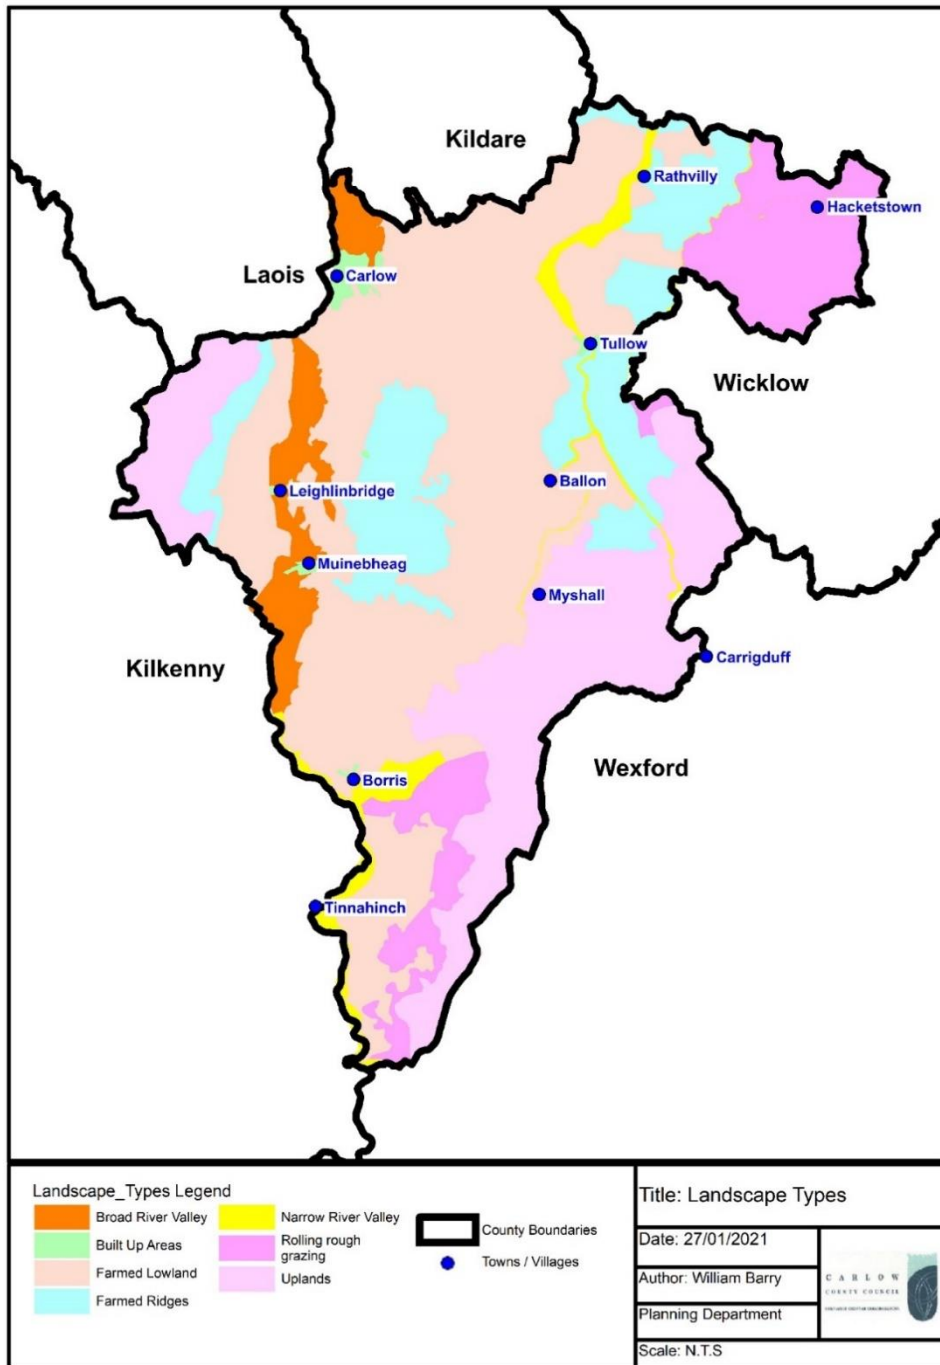 Kildare
Rathvilly
Hacketstown
Laois
Carlow
Tullow
Wicklow
Leighlinbridge
Ballon
Muinebheag
Myshall
Kilkenny
Carrigduff
Wexford
Borris
Tinnahinch
Landscape_Types Legend
Broad River Valley
Built Up Areas
Farmed Lowland
Farmed Ridges
Narrow River Valley
Rolling rough
grazing
Uplands
County Boundaries
Towns / Villages
Title: Landscape Types
Date: 27/01/2021
Author: William Barry
Planning Department
Scale: N.T.S
CARLOW
COUNTY COUNCIL